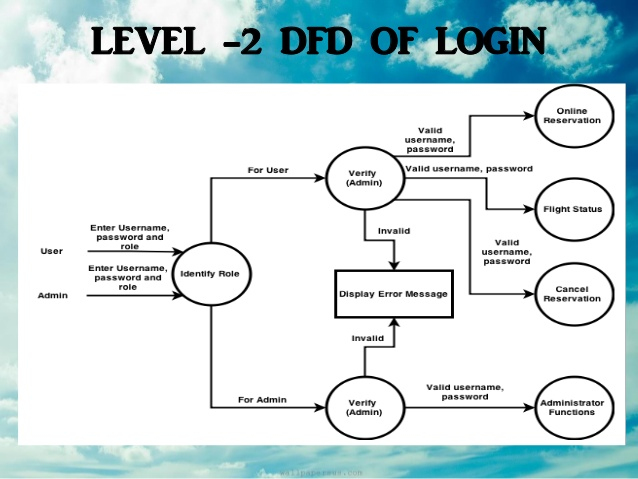 LEVEL -2 DFD OF LOGIN
Online
Reservation
Valid
username,
password
For User
Verify
(Admin)
Valid username, password
Flight Status
Enter Username,
password and
role
User
Invalid
Valid
username,
password
Enter Username,
password and
role
Identify Role
Admin
Display Error Message
Cancel
Reservation
Invalid
For Admin
Verify
(Admin)
Valid username,
password
Administrator
Functions